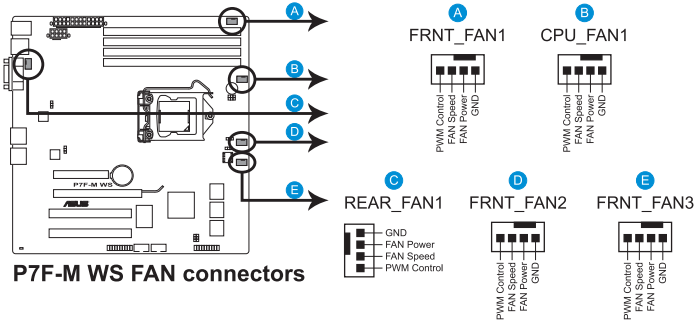 A
B
C
D
E
P7F-M WS
ASUS
P7F-M WS FAN connectors
A
FRNT_FAN1
PWM Control
FAN Speed
FAN Power
GND
B
CPU_FAN1
PWM Control
FAN Speed
FAN Power
GND
C
REAR_FAN1
GND
FAN Power
FAN Speed
PWM Control
D
FRNT_FAN2
PWM Control
FAN Speed
FAN Power
GND
E
FRNT_FAN3
PWM Control
FAN Speed
FAN Power
GND